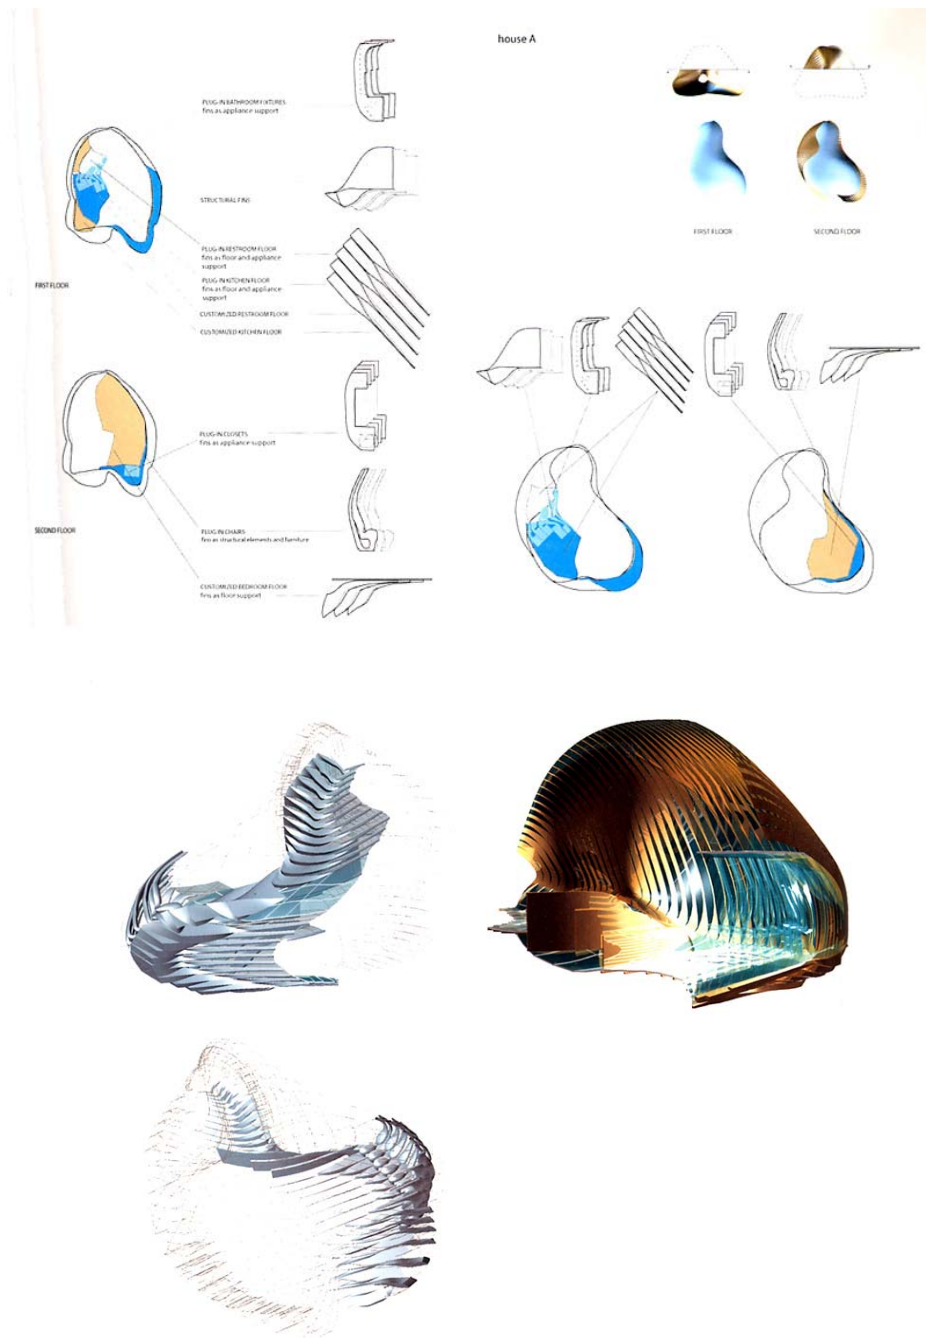 PLUG-IN BATHROOM FIXTURES
fins as appliance support
STRUCTURAL FINS
PLUG-IN RESTROOM FLOOR
fins as floor and appliance
support
PLUG-IN KITCHEN FLOOR
fins as floor and appliance
support
FIRST FLOOR
CUSTOMIZED RESTROOM FLOOR
CUSTOMIZED KITCHEN FLOOR
PLUG-IN CLOSETS
fins as appliance support
SECOND FLOOR
PLUG-IN CHAIRS
fins as structural elements and furniture
CUSTOMIZED BEDROOM FLOOR
fins as floor support
house A
FIRST FLOOR
SECOND FLOOR